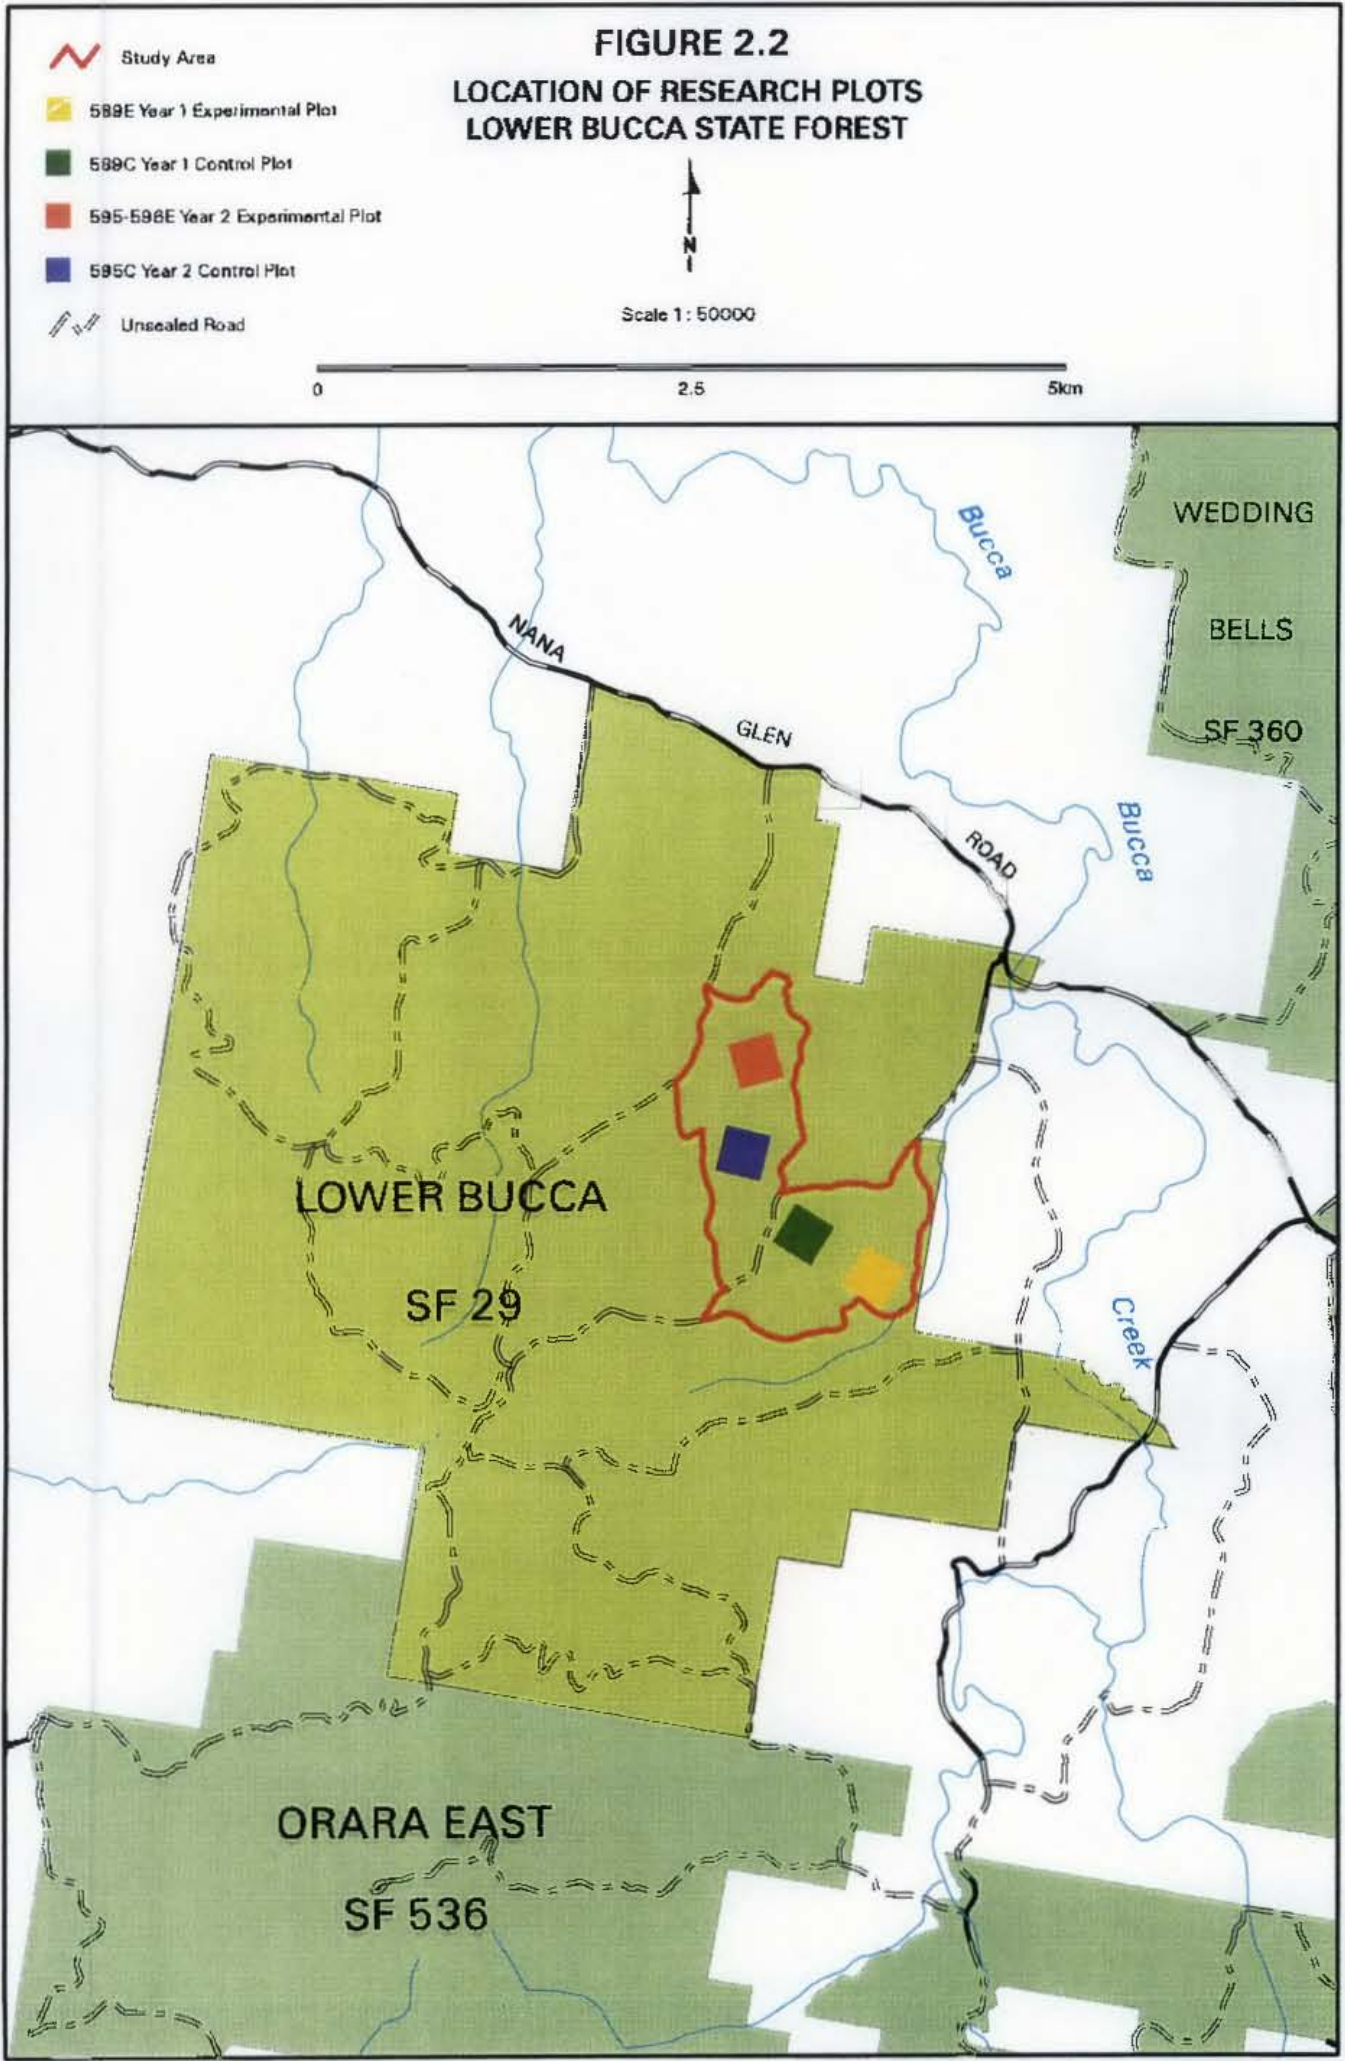 FIGURE 2.2
LOCATION OF RESEARCH PLOTS
LOWER BUCCA STATE FOREST
Study Area
589E Year 1 Experimental Plot
589C Year 1 Control Plot
595-596E Year 2 Experimental Plot
595C Year 2 Control Plot
Unsealed Road
N
Scale 1 : 50000
0
2.5
5km
Bucca
WEDDING
BELLS
SF 360
NANA
GLEN
ROAD
Bucca
LOWER BUCCA
SF 29
Creek
ORARA EAST
SF 536